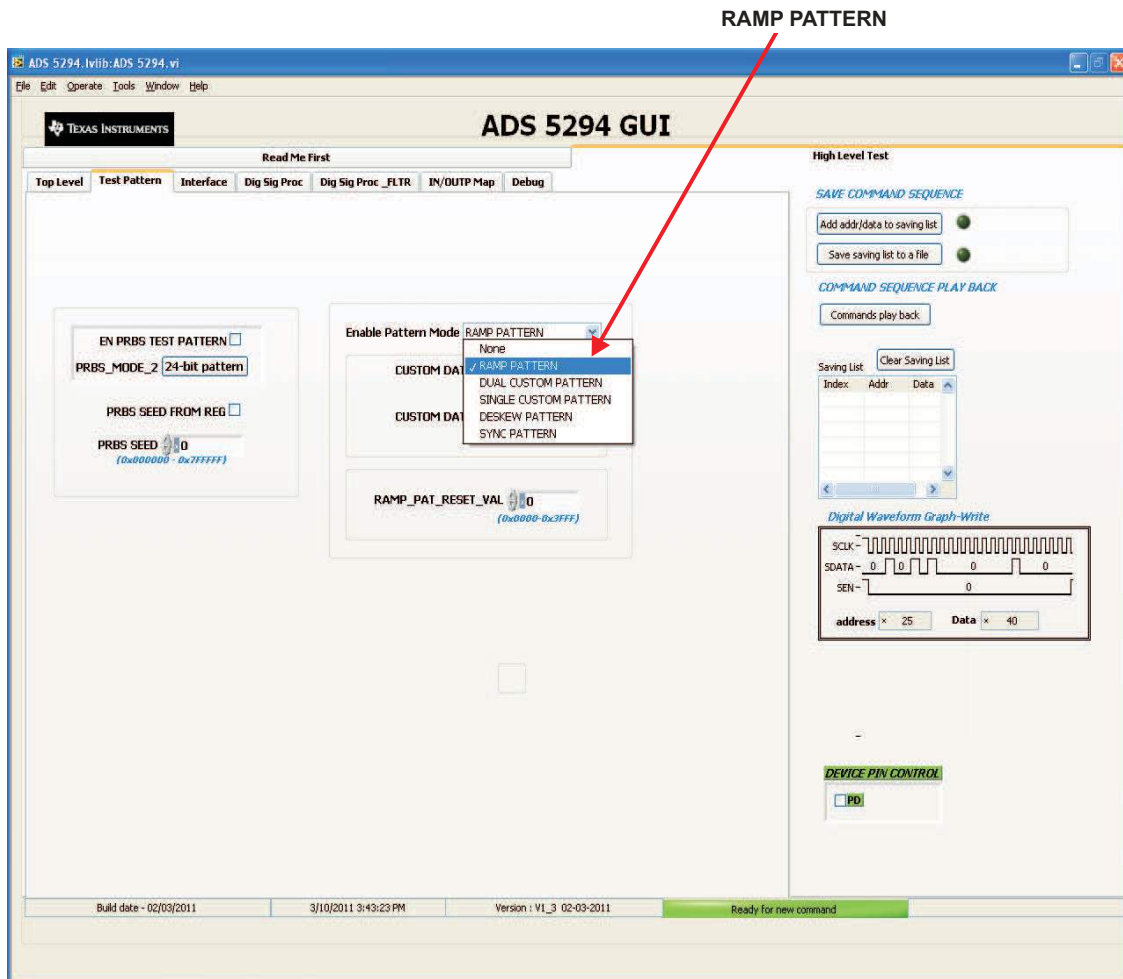 RAMP PATTERN
ADS 5294.lvlib:ADS 5294.vi
File Edit Operate Tools Window Help
TEXAS INSTRUMENTS
ADS 5294 GUI
Read Me First
High Level Test
Top Level Test Pattern Interface Dig Sig Proc Dig Sig Proc _FLTR IN/OUTP Map Debug
EN PRBS TEST PATTERN
PRBS_MODE_2 24-bit pattern
PRBS SEED FROM REG
PRBS SEED 0
(0x000000 - 0x7FFFFF)
Enable Pattern Mode RAMP PATTERN
None
✓ RAMP PATTERN
DUAL CUSTOM PATTERN
SINGLE CUSTOM PATTERN
DESKEW PATTERN
SYNC PATTERN
CUSTOM DAT
CUSTOM DAT
RAMP_PAT_RESET_VAL 0
(0x0000-0x3FFF)
SAVE COMMAND SEQUENCE
Add addr/data to saving list
Save saving list to a file
COMMAND SEQUENCE PLAY BACK
Commands play back
Saving List Clear Saving List
Index Addr Data
Digital Waveform Graph-Write
SCLK-
SDATA- 0 0 0 0
SEN- 0
address × 25 Data × 40
-
DEVICE PIN CONTROL
PD
Build date - 02/03/2011 3/10/2011 3:43:23 PM Version : V1_3 02-03-2011 Ready for new command